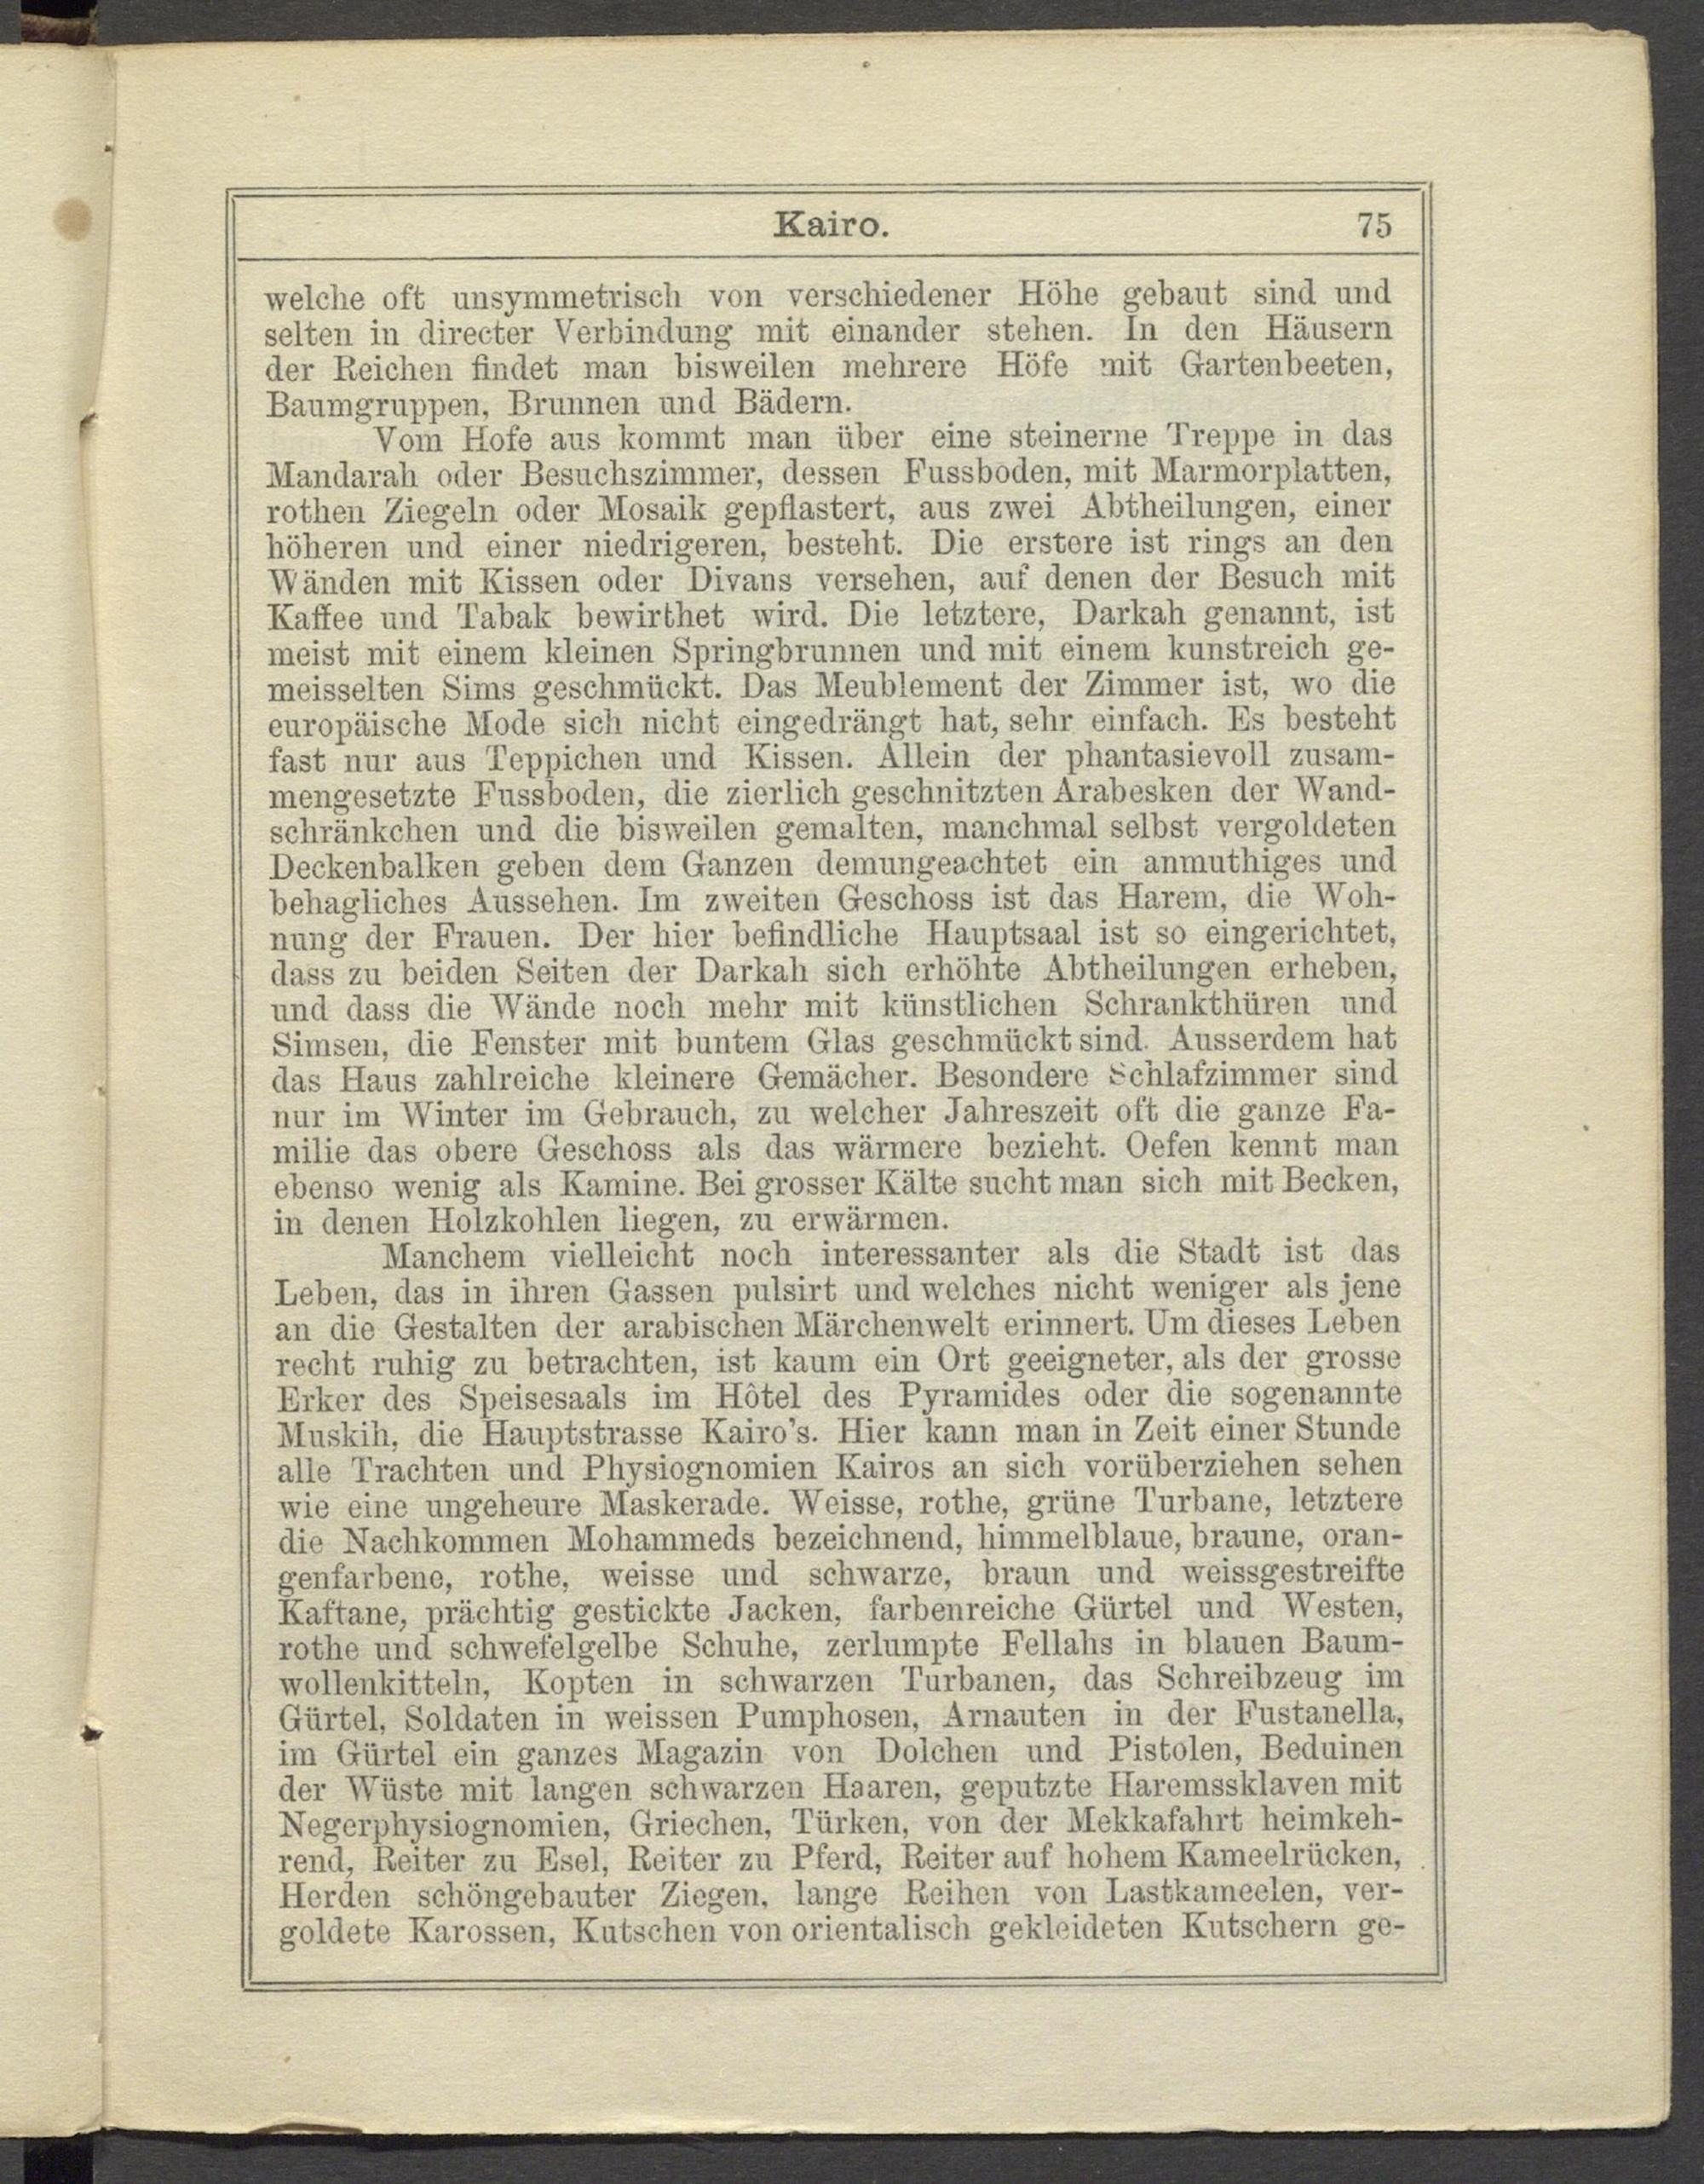 Kairo. 75
welche oft unsymmetrisch von verschiedener Höhe gebaut sind und
selten in directer Verbindung mit einander stehen. In den Häusern
der Reichen findet man bisweilen mehrere Höfe mit Gartenbeeten,
Baumgruppen, Brunnen und Bädern.
Vom Hofe aus kommt man über eine steinerne Treppe in das
Mandarah oder Besuchszimmer, dessen Fussboden, mit Marmorplatten,
rothen Ziegeln oder Mosaik gepflastert, aus zwei Abtheilungen, einer
höheren und einer niedrigeren, besteht. Die erstere ist rings an den
Wänden mit Kissen oder Divans versehen, auf denen der Besuch mit
Kaffee und Tabak bewirthet wird. Die letztere, Darkah genannt, ist
meist mit einem kleinen Springbrunnen und mit einem kunstreich ge-
meisselten Sims geschmückt. Das Meublement der Zimmer ist, wo die
europäische Mode sich nicht eingedrängt hat, sehr einfach. Es besteht
fast nur aus Teppichen und Kissen. Allein der phantasievoll zusam-
mengesetzte Fussboden, die zierlich geschnitzten Arabesken der Wand-
schränkchen und die bisweilen gemalten, manchmal selbst vergoldeten
Deckenbalken geben dem Ganzen demungeachtet ein anmuthiges und
behagliches Aussehen. Im zweiten Geschoss ist das Harem, die Woh-
nung der Frauen. Der hier befindliche Hauptsaal ist so eingerichtet,
dass zu beiden Seiten der Darkah sich erhöhte Abtheilungen erheben,
und dass die Wände noch mehr mit künstlichen Schrankthüren und
Simsen, die Fenster mit buntem Glas geschmückt sind. Ausserdem hat
das Haus zahlreiche kleinere Gemächer. Besondere Schlafzimmer sind
nur im Winter im Gebrauch, zu welcher Jahreszeit oft die ganze Fa-
milie das obere Geschoss als das wärmere bezieht. Oefen kennt man
ebenso wenig als Kamine. Bei grosser Kälte sucht man sich mit Becken,
in denen Holzkohlen liegen, zu erwärmen.
Manchem vielleicht noch interessanter als die Stadt ist das
Leben, das in ihren Gassen pulsirt und welches nicht weniger als jene
an die Gestalten der arabischen Märchenwelt erinnert. Um dieses Leben
recht ruhig zu betrachten, ist kaum ein Ort geeigneter, als der grosse
Erker des Speisesaals im Hôtel des Pyramides oder die sogenannte
Muskih, die Hauptstrasse Kairo's. Hier kann man in Zeit einer Stunde
alle Trachten und Physiognomien Kairos an sich vorüberziehen sehen
wie eine ungeheure Maskerade. Weisse, rothe, grüne Turbane, letztere
die Nachkommen Mohammeds bezeichnend, himmelblaue, braune, oran-
genfarbene, rothe, weisse und schwarze, braun und weissgestreifte
Kaftane, prächtig gestickte Jacken, farbenreiche Gürtel und Westen,
rothe und schwefelgelbe Schuhe, zerlumpte Fellahs in blauen Baum-
wollenkitteln, Kopten in schwarzen Turbanen, das Schreibzeug im
Gürtel, Soldaten in weissen Pumphosen, Arnauten in der Fustanella,
im Gürtel ein ganzes Magazin von Dolchen und Pistolen, Beduinen
der Wüste mit langen schwarzen Haaren, geputzte Haremssklaven mit
Negerphysiognomien, Griechen, Türken, von der Mekkafahrt heimkeh-
rend, Reiter zu Esel, Reiter zu Pferd, Reiter auf hohem Kameelrücken,
Herden schöngebauter Ziegen, lange Reihen von Lastkameelen, ver-
goldete Karossen, Kutschen von orientalisch gekleideten Kutschern ge-